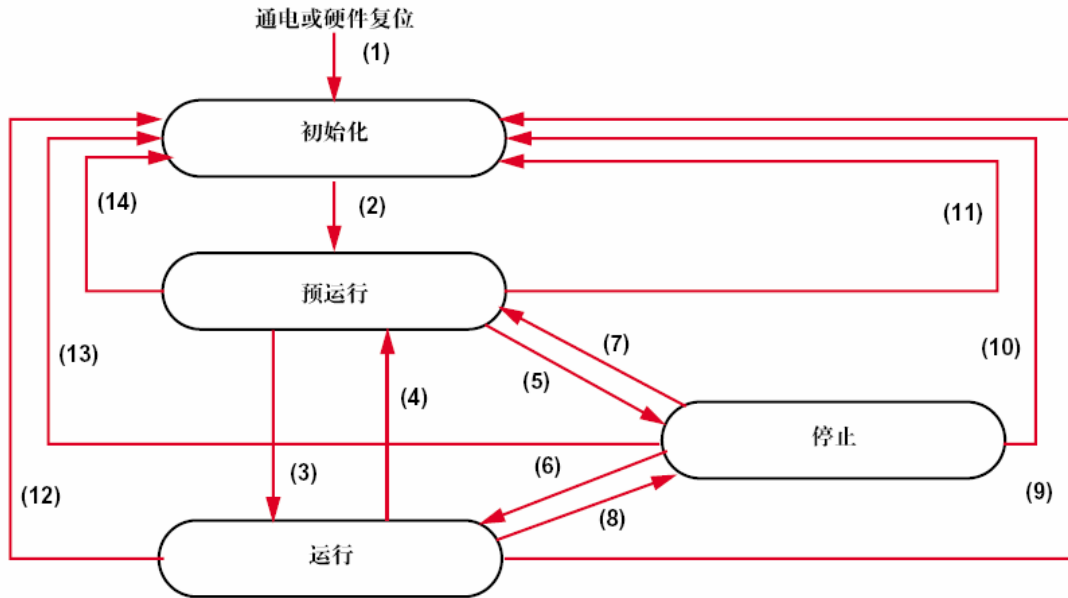 通电或硬件复位
(1)
初始化
(14)
(2)
(11)
预运行
(13)
(5)
(7)
(10)
(4)
停止
(12)
(3)
(6)
(8)
(9)
运行